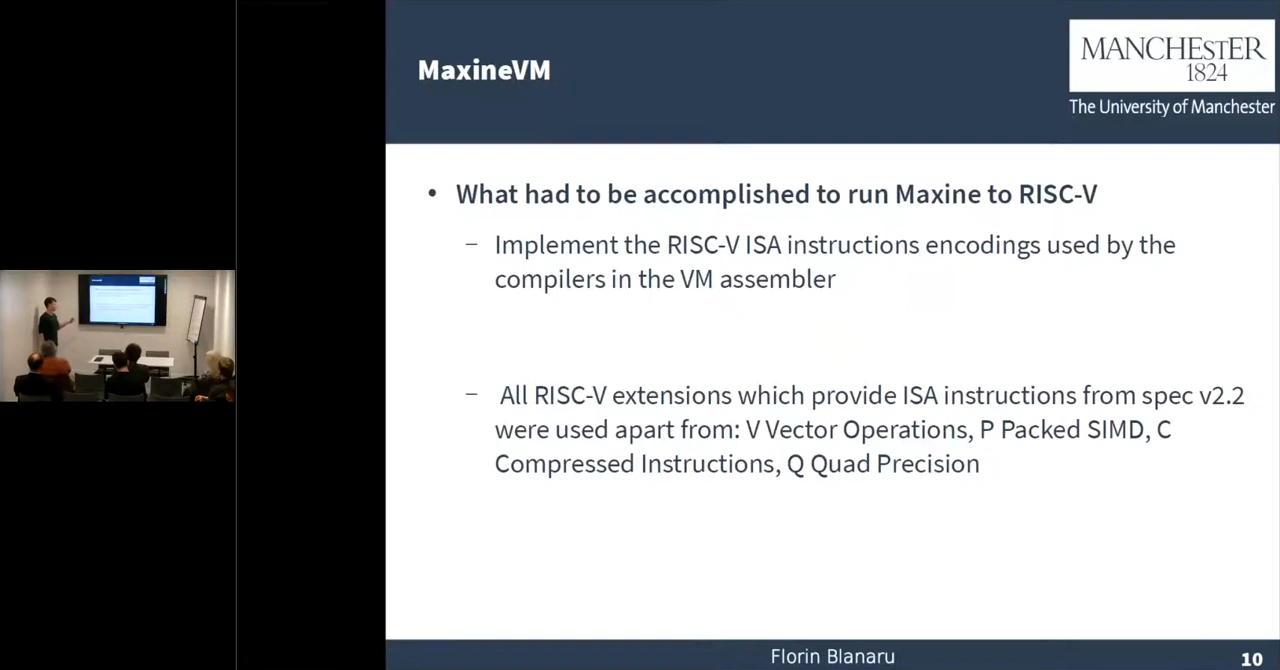 MaxineVM
MANCHESTER
1824
The University of Manchester
• What had to be accomplished to run Maxine to RISC-V
– Implement the RISC-V ISA instructions encodings used by the
compilers in the VM assembler
– All RISC-V extensions which provide ISA instructions from spec v2.2
were used apart from: V Vector Operations, P Packed SIMD, C
Compressed Instructions, Q Quad Precision
Florin Blanaru
10